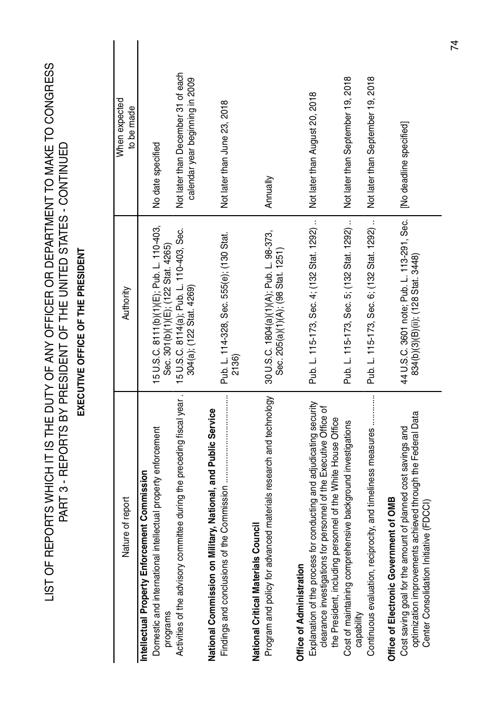 LIST OF REPORTS WHICH IT IS THE DUTY OF ANY OFFICER OR DEPARTMENT TO MAKE TO CONGRESS
PART 3 - REPORTS BY PRESIDENT OF THE UNITED STATES - CONTINUED
EXECUTIVE OFFICE OF THE PRESIDENT
Nature of report
Authority
When expected
to be made
Intellectual Property Enforcement Commission
Domestic and international intellectual property enforcement
programs
15 U.S.C. 8111(b)(1)(E); Pub. L. 110-403,
Sec. 301(b)(1)(E); (122 Stat. 4265)
No date specified
Activities of the advisory committee during the preceding fiscal year .
15 U.S.C. 8114(a); Pub. L. 110-403, Sec.
304(a); (122 Stat. 4269)
Not later than December 31 of each
calendar year beginning in 2009
National Commission on Military, National, and Public Service
Findings and conclusions of the Commission ..............................
Pub. L. 114-328, Sec. 555(e); (130 Stat.
2136)
Not later than June 23, 2018
National Critical Materials Council
Program and policy for advanced materials research and technology
30 U.S.C. 1804(a)(1)(A); Pub. L. 98-373,
Sec. 205(a)(1)(A); (98 Stat. 1251)
Annually
Office of Administration
Explanation of the process for conducting and adjudicating security
clearance investigations for personnel of the Executive Office of
the President, including personnel of the White House Office
Pub. L. 115-173, Sec. 4; (132 Stat. 1292) ..
Not later than August 20, 2018
Cost of maintaining comprehensive background investigations
capability
Pub. L. 115-173, Sec. 5; (132 Stat. 1292) ..
Not later than September 19, 2018
Continuous evaluation, reciprocity, and timeliness measures ...........
Pub. L. 115-173, Sec. 6; (132 Stat. 1292) ..
Not later than September 19, 2018
Office of Electronic Government of OMB
Cost saving goal for the amount of planned cost savings and
optimization improvements achieved through the Federal Data
Center Consolidation Initiative (FDCCI)
44 U.S.C. 3601 note; Pub. L. 113-291, Sec.
834(b)(3)(B)(ii); (128 Stat. 3448)
[No deadline specified]
74